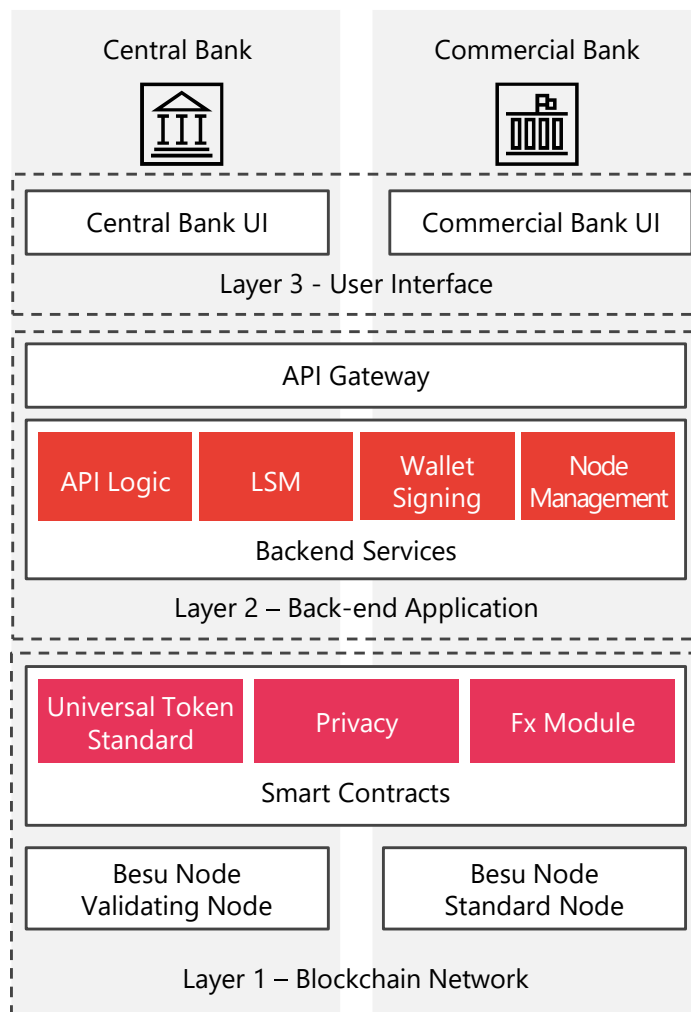 Central Bank
Commercial Bank
Central Bank UI
Commercial Bank UI
Layer 3 - User Interface
API Gateway
API Logic
LSM
Wallet
Signing
Node
Management
Backend Services
Layer 2 – Back-end Application
Universal Token
Standard
Privacy
Fx Module
Smart Contracts
Besu Node
Validating Node
Besu Node
Standard Node
Layer 1 – Blockchain Network